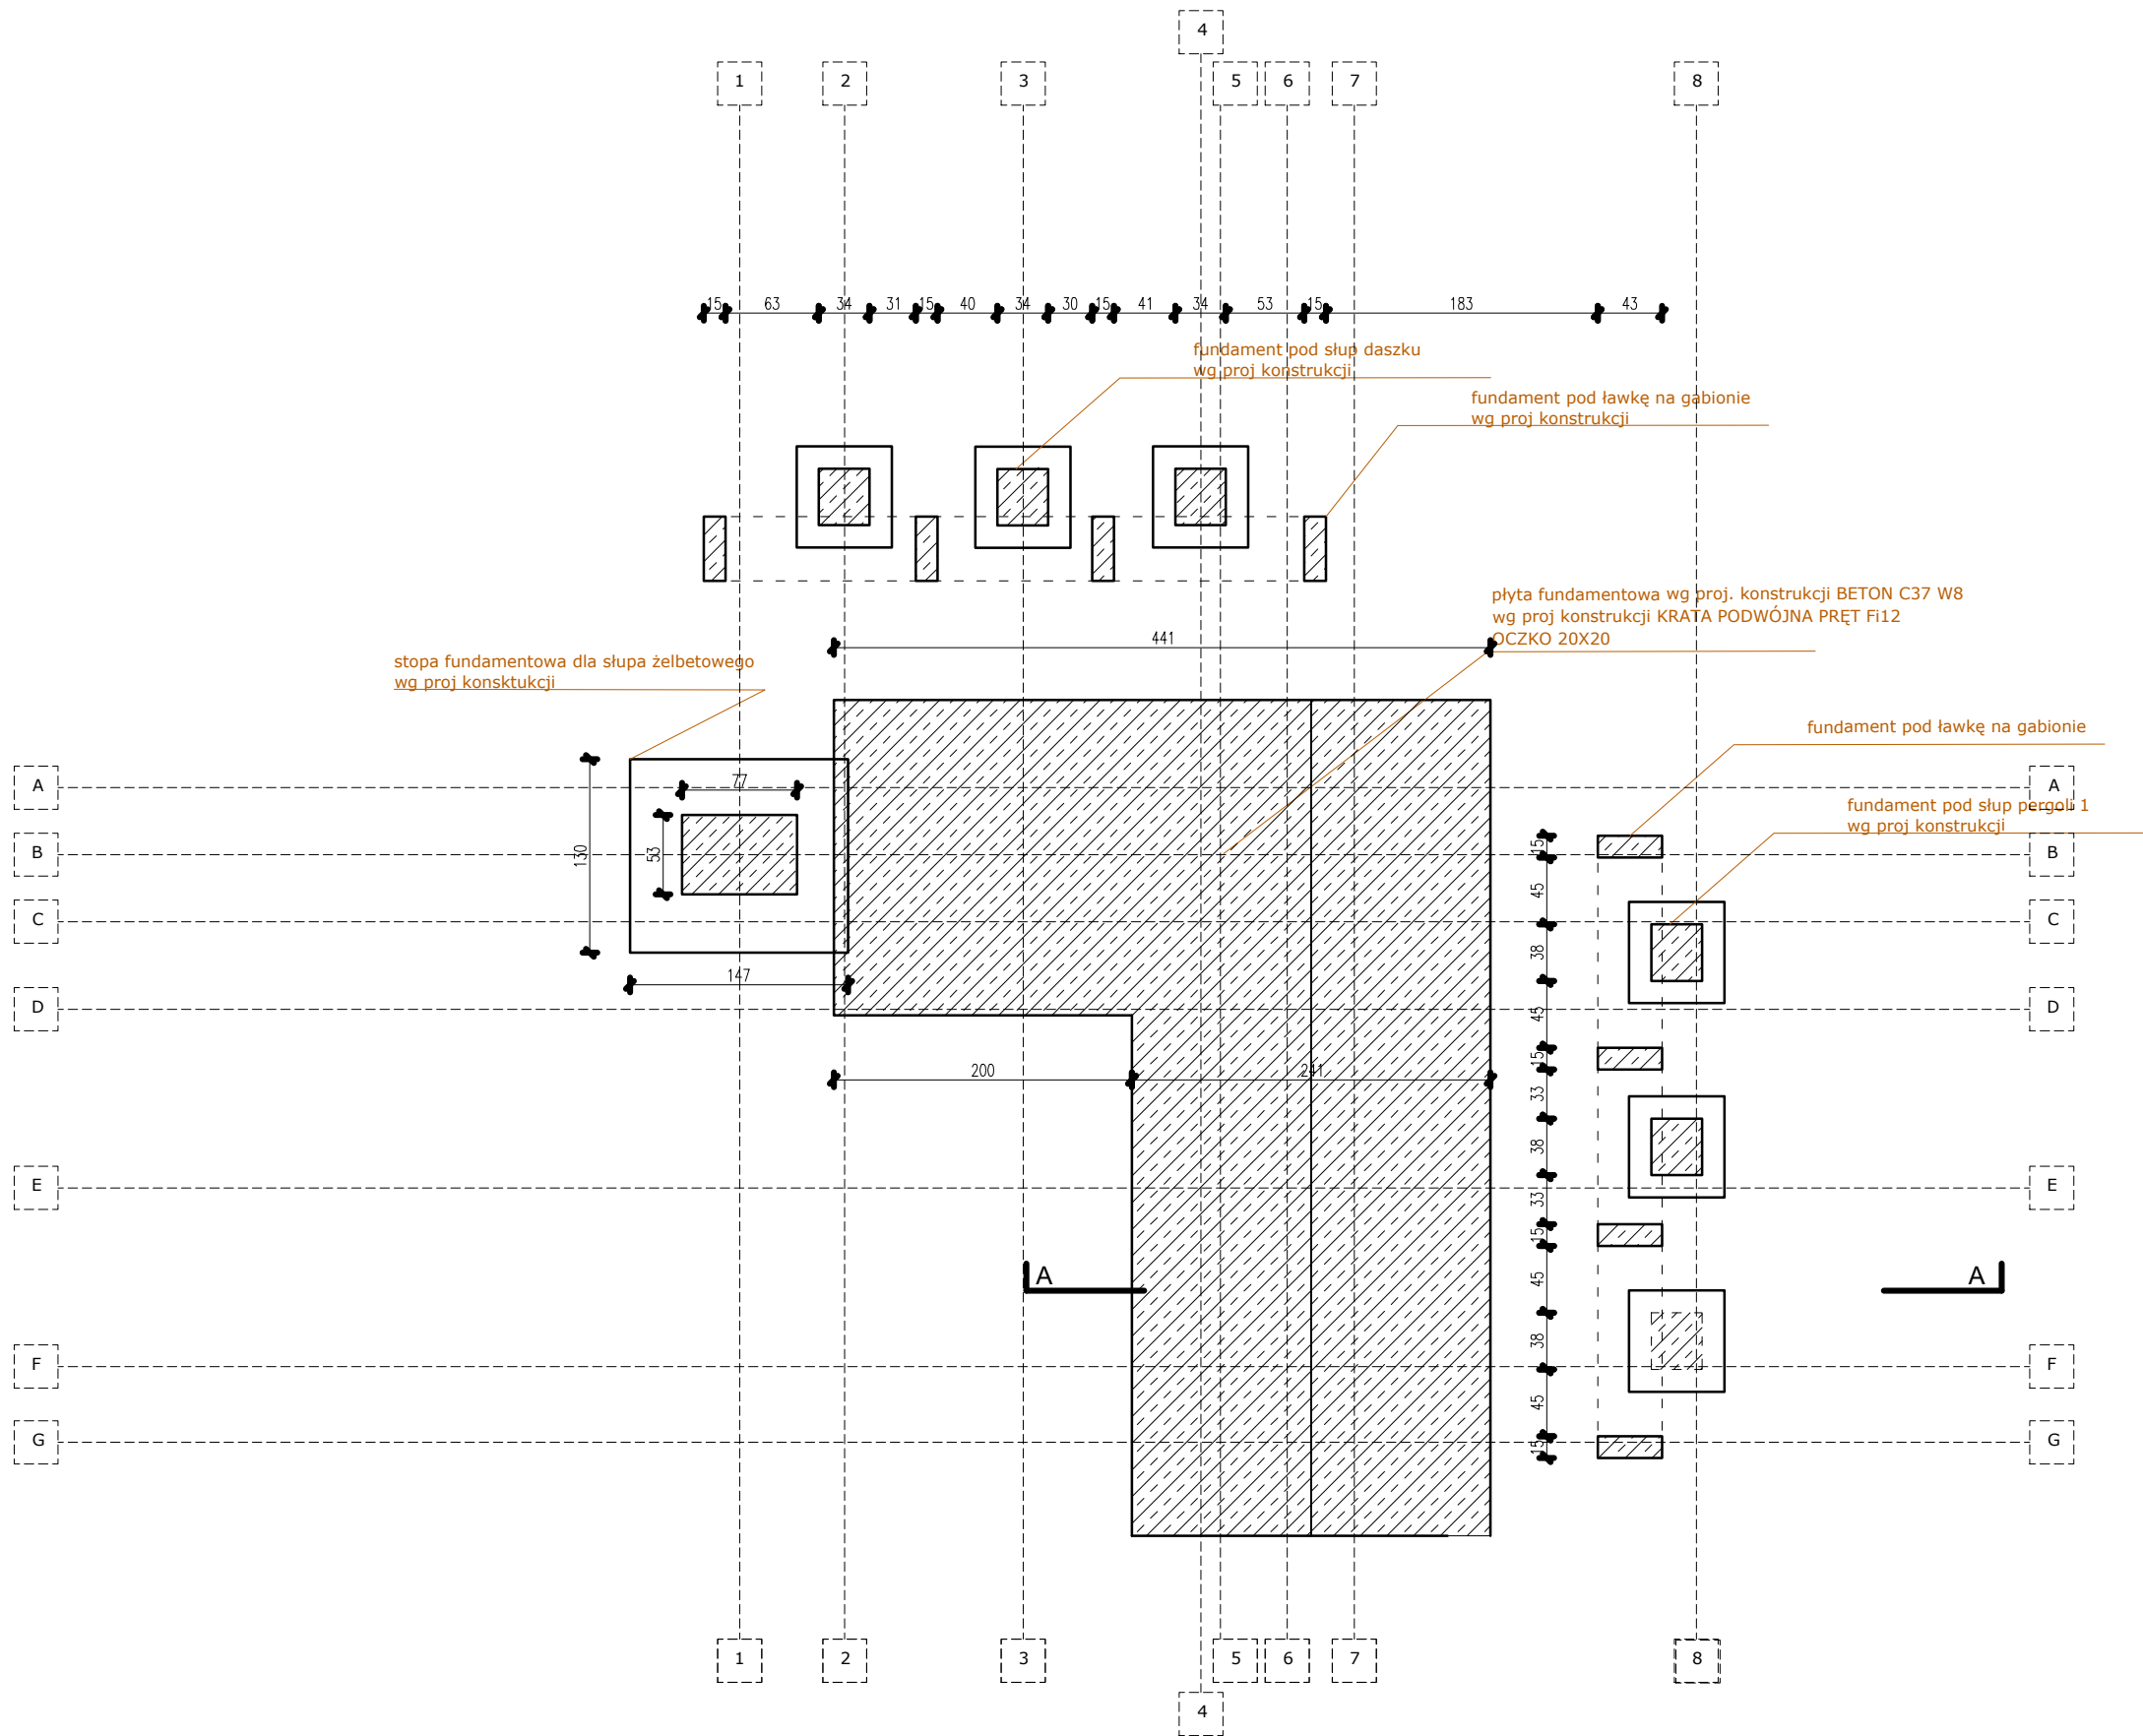 4
1 2 3 5 6 7 8
15 63 34 31 15 40 34 30 15 41 34 53 15 183 43
fundament pod słup daszku
wg proj konstrukcji
fundament pod ławkę na gabionie
wg proj konstrukcji
płyta fundamentowa wg proj. konstrukcji BETON C37 W8
wg proj konstrukcji KRATA PODWÓJNA PRĘT Fi12
OCZKO 20X20
441
stopa fundamentowa dla słupa żelbetowego
wg proj konsktukcji
fundament pod ławkę na gabionie
A A
77
fundament pod słup pergoli 1
wg proj konstrukcji
B B
130
53
15
45
C C
38
147
D D
45
15
200 241
33
38
E E
33
15
A A
45
38
F F
45
G G
15
1 2 3 5 6 7 8
4